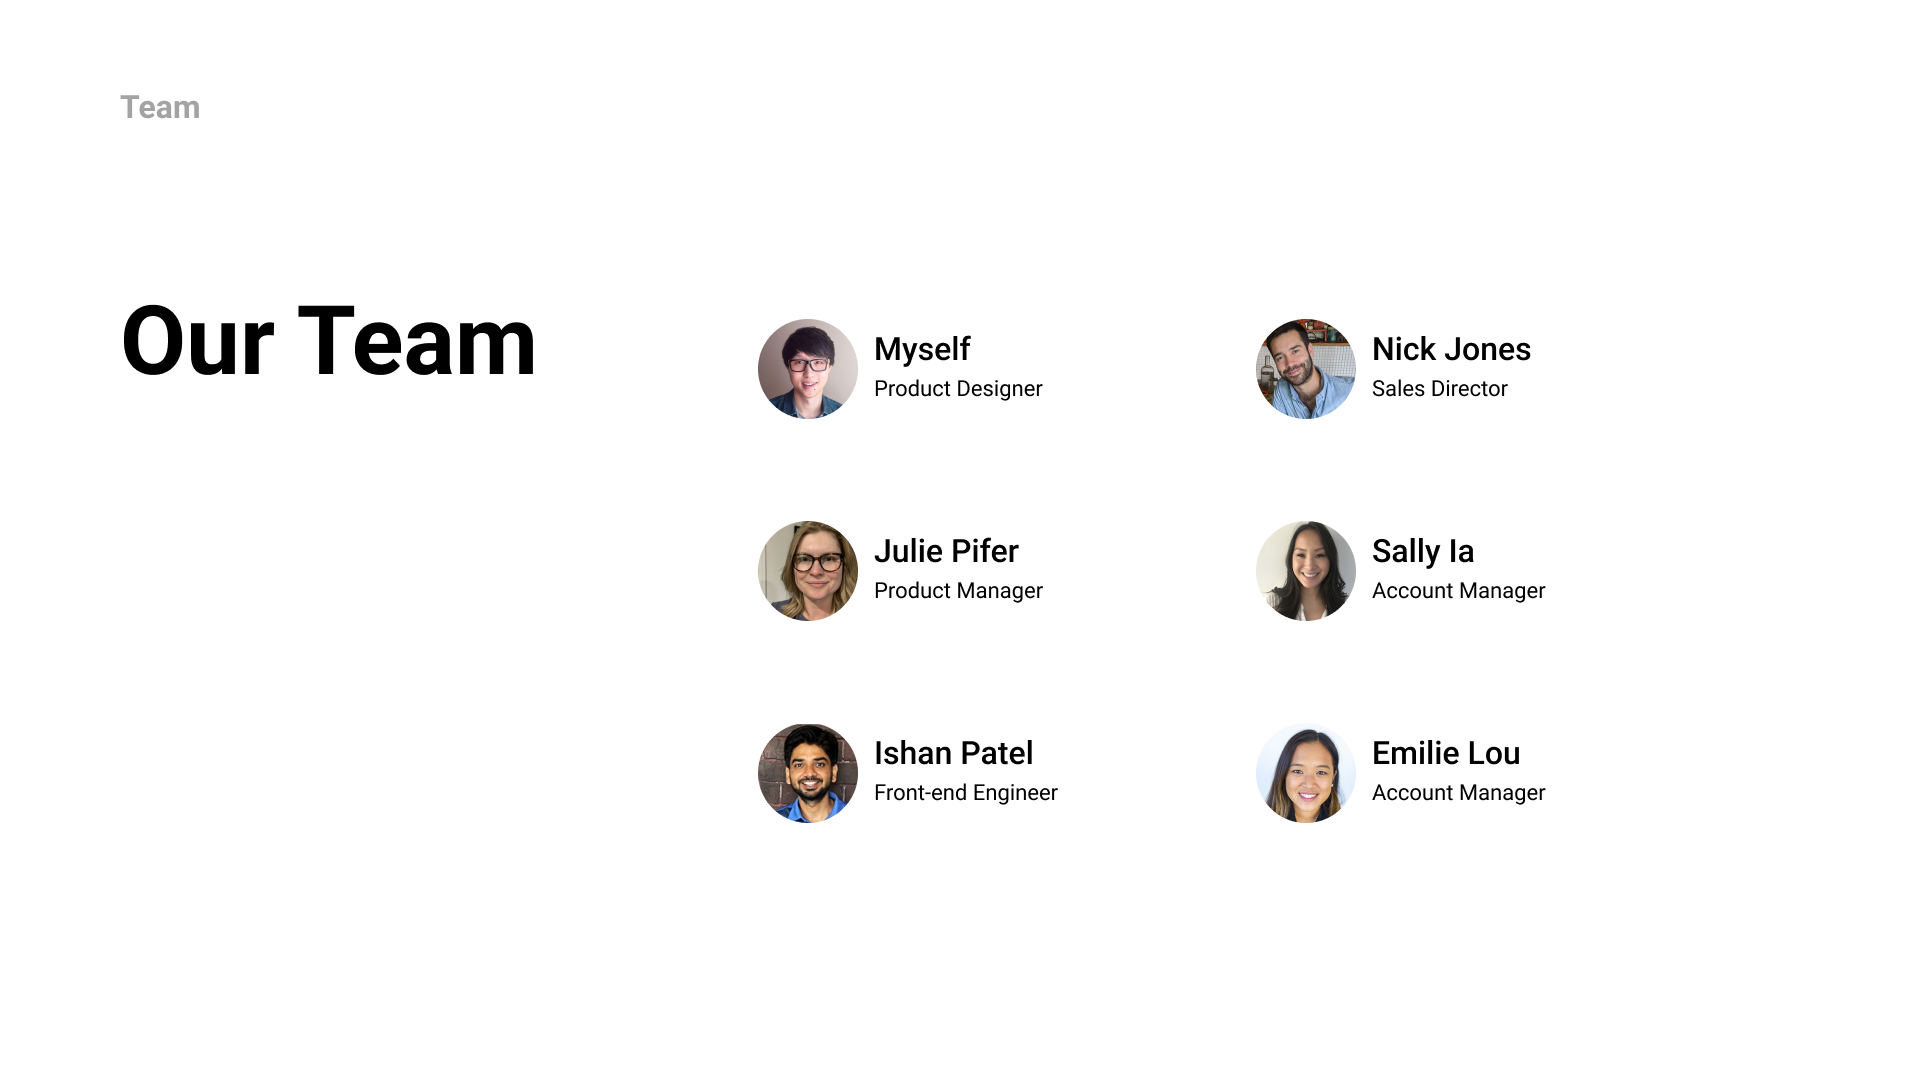 Team
Our Team
Myself
Product Designer
Nick Jones
Sales Director
Julie Pifer
Product Manager
Sally Ia
Account Manager
Ishan Patel
Front-end Engineer
Emilie Lou
Account Manager